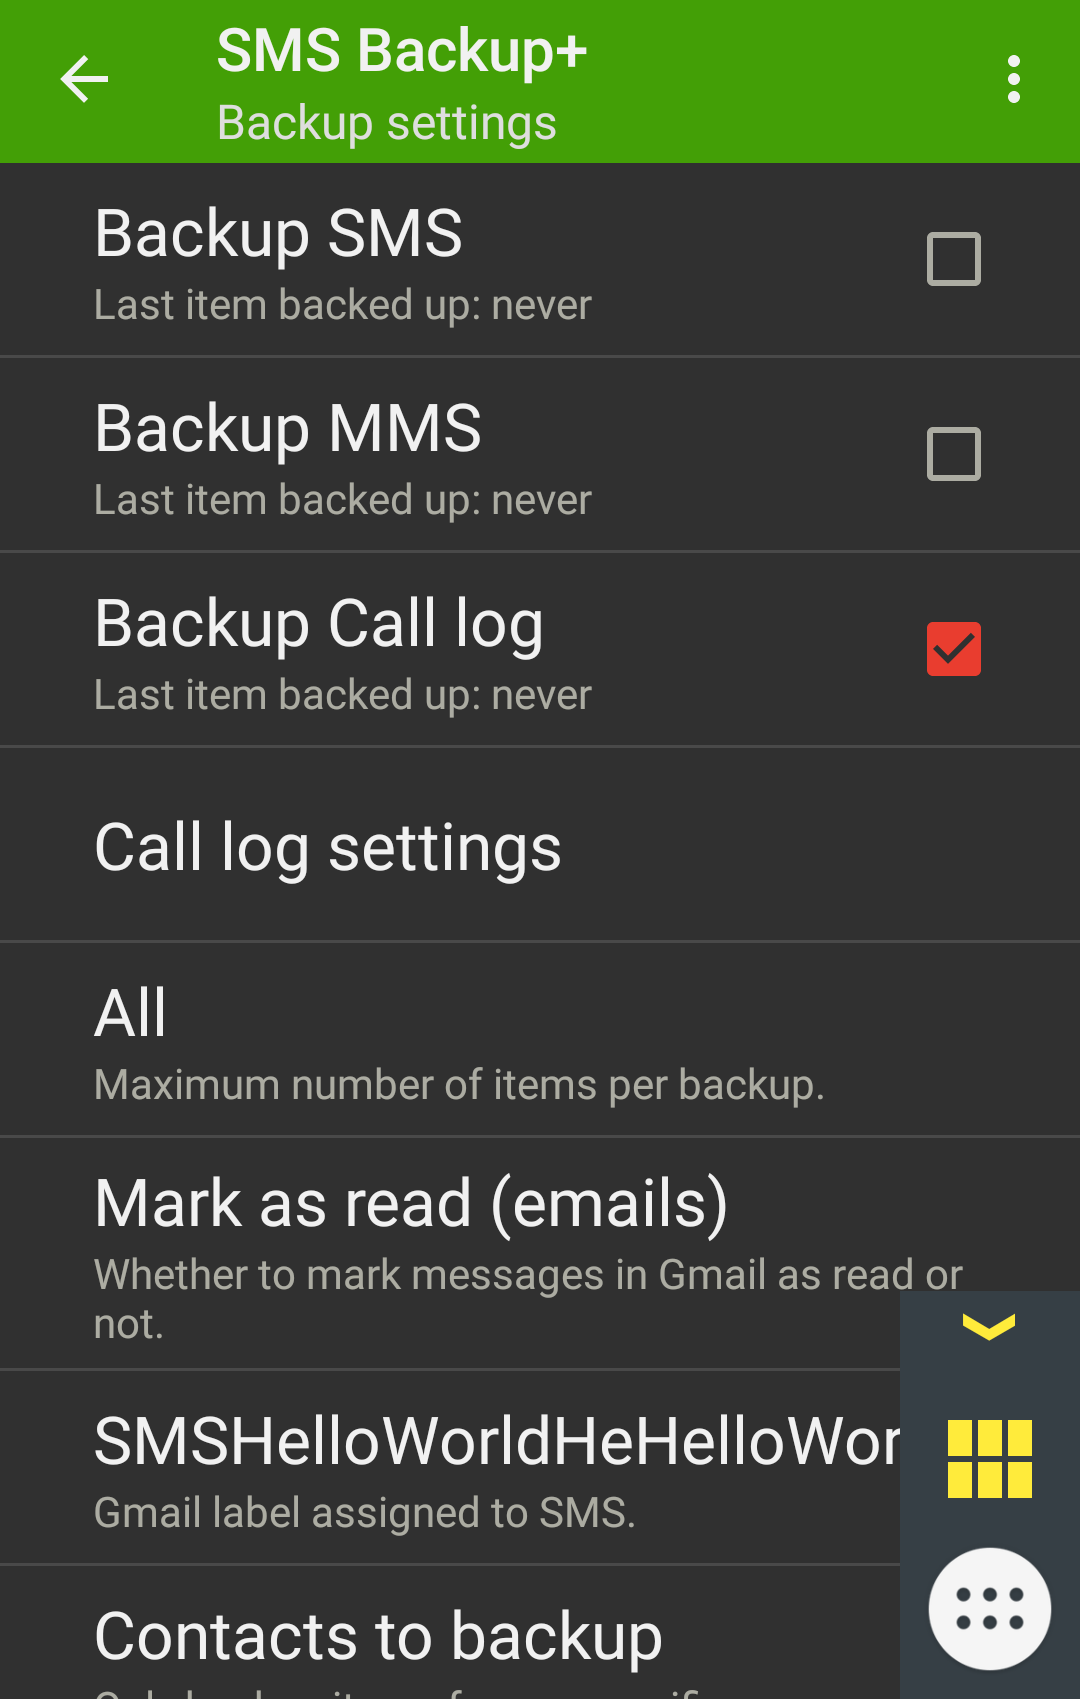 SMS Backup+
Backup settings
Backup SMS
Last item backed up: never
Backup MMS
Last item backed up: never
Backup Call log
Last item backed up: never
Call log settings
All
Maximum number of items per backup.
Mark as read (emails)
Whether to mark messages in Gmail as read or
not.
SMSHelloWorldHeHelloWor
Gmail label assigned to SMS.
Contacts to backup